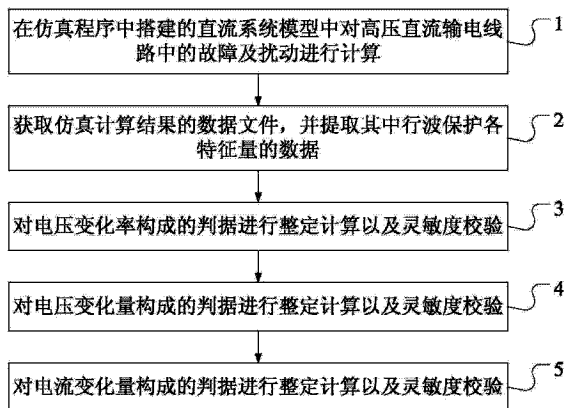 在仿真程序中搭建的直流系统模型中对高压直流输电线
路中的故障及扰动进行计算
1
获取仿真计算结果的数据文件，并提取其中行波保护各
特征量的数据
2
对电压变化率构成的判据进行整定计算以及灵敏度校验
3
对电压变化量构成的判据进行整定计算以及灵敏度校验
4
对电流变化量构成的判据进行整定计算以及灵敏度校验
5